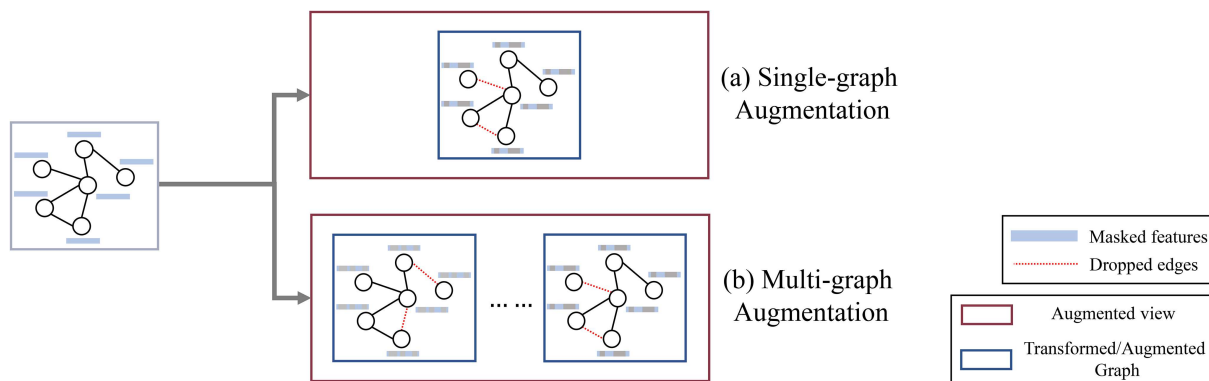 (a) Single-graph
Augmentation
... ...
(b) Multi-graph
Augmentation
Masked features
Dropped edges
Augmented view
Transformed/Augmented
Graph